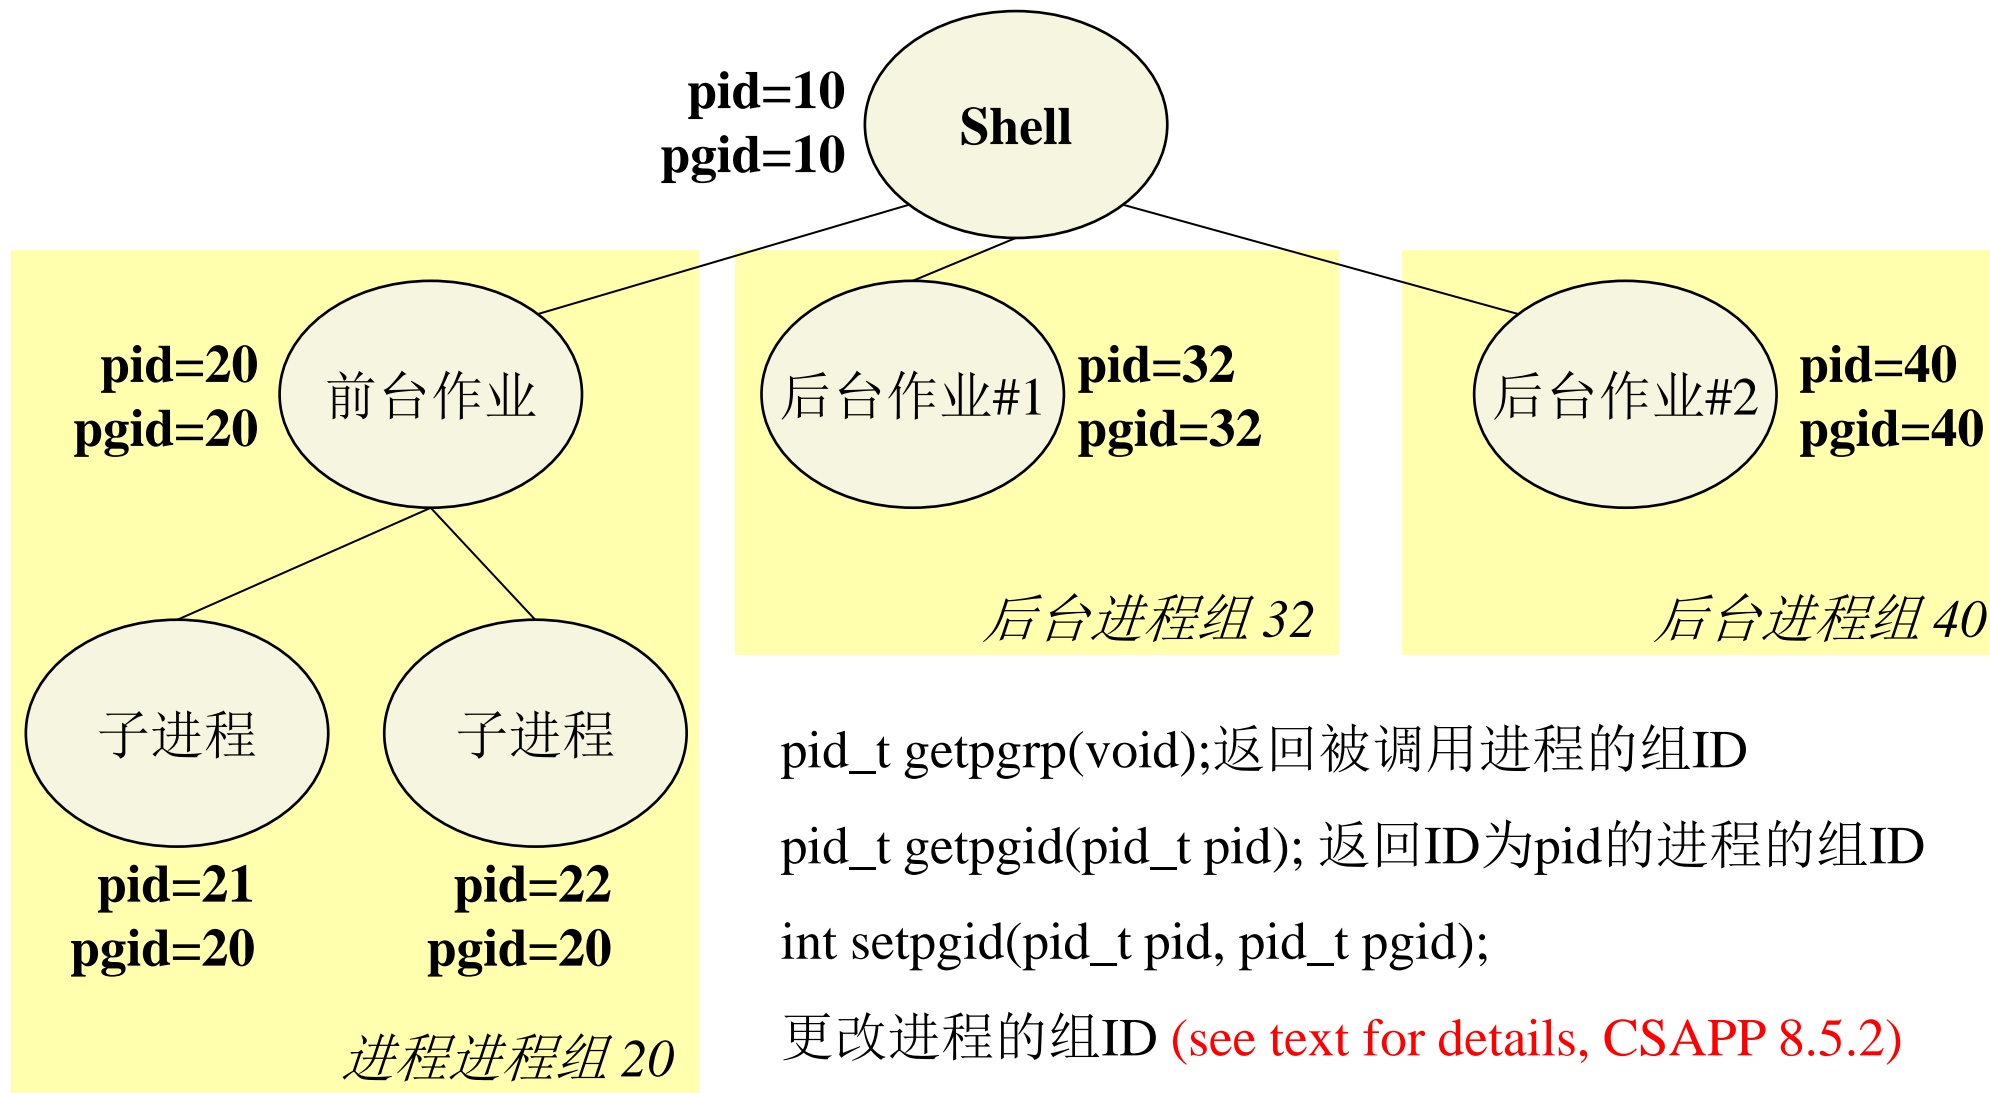 pid=10
pgid=10
Shell
pid=20
pgid=20
前台作业
后台作业#1
pid=32
pgid=32
后台作业#2
pid=40
pgid=40
后台进程组 32
后台进程组 40
子进程
子进程
pid=21
pgid=20
pid=22
pgid=20
进程进程组 20
pid_t getpgrp(void);返回被调用进程的组ID
pid_t getpgid(pid_t pid); 返回ID为pid的进程的组ID
int setpgid(pid_t pid, pid_t pgid);
更改进程的组ID (see text for details, CSAPP 8.5.2)